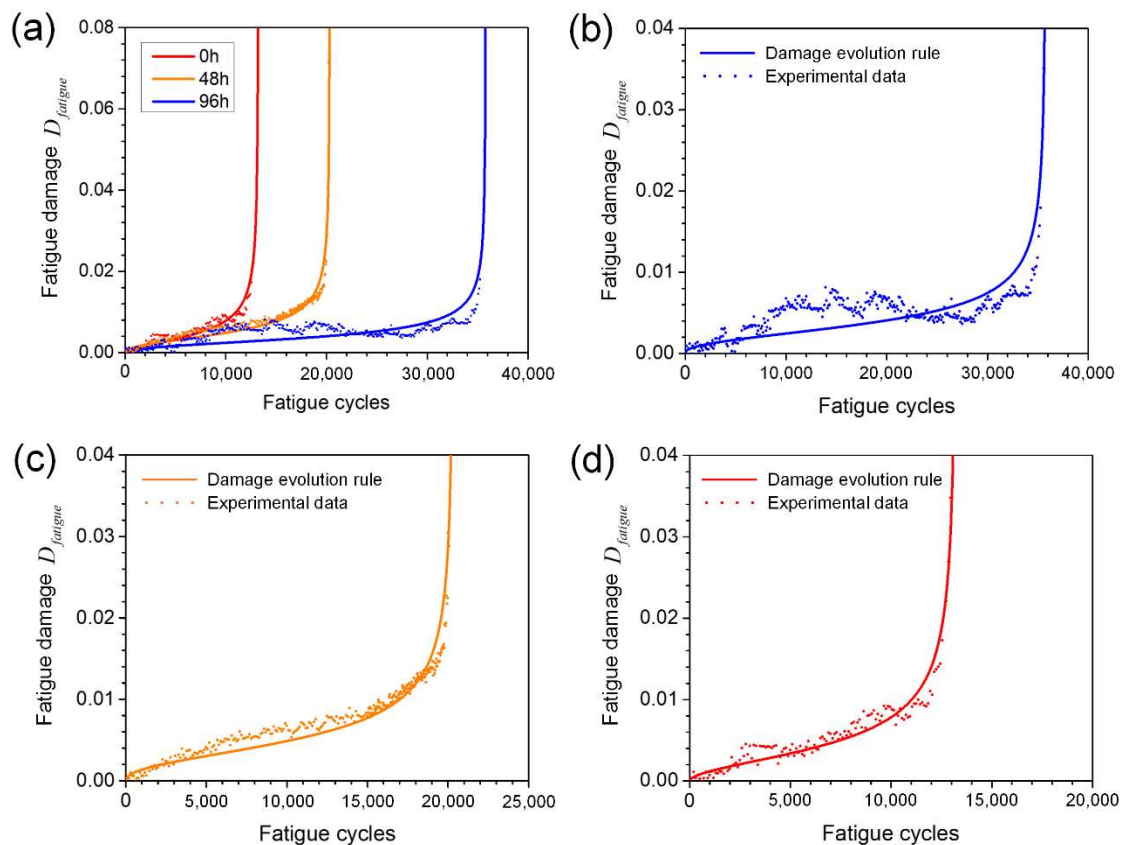 (a)
0.08
0.06
0.04
0.02
0.00
Fatigue damage D_fatigue
0h
48h
96h
0
10,000
20,000
30,000
40,000
Fatigue cycles
(b)
0.04
0.03
0.02
0.01
0.00
Fatigue damage D_fatigue
Damage evolution rule
Experimental data
0
10,000
20,000
30,000
40,000
Fatigue cycles
(c)
0.04
0.03
0.02
0.01
0.00
Fatigue damage D_fatigue
Damage evolution rule
Experimental data
0
5,000
10,000
15,000
20,000
25,000
Fatigue cycles
(d)
0.04
0.03
0.02
0.01
0.00
Fatigue damage D_fatigue
Damage evolution rule
Experimental data
0
5,000
10,000
15,000
20,000
Fatigue cycles